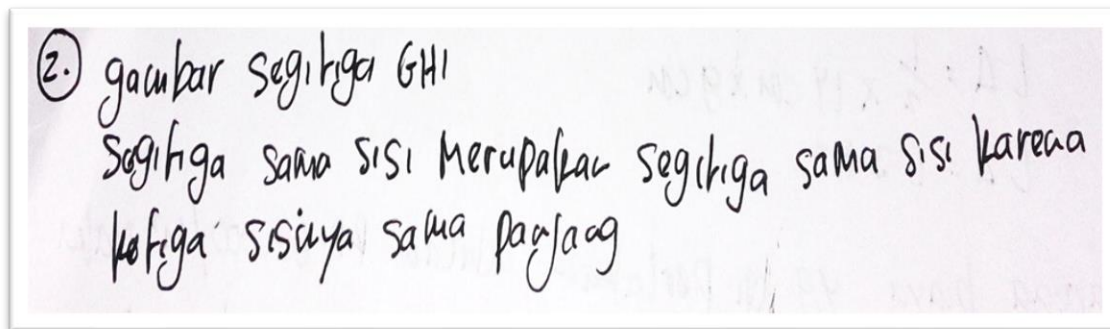 2. gambar segitiga GHI
Segitiga sama sisi merupakan segitiga sama sisi karena
ketiga sisinya sama panjang